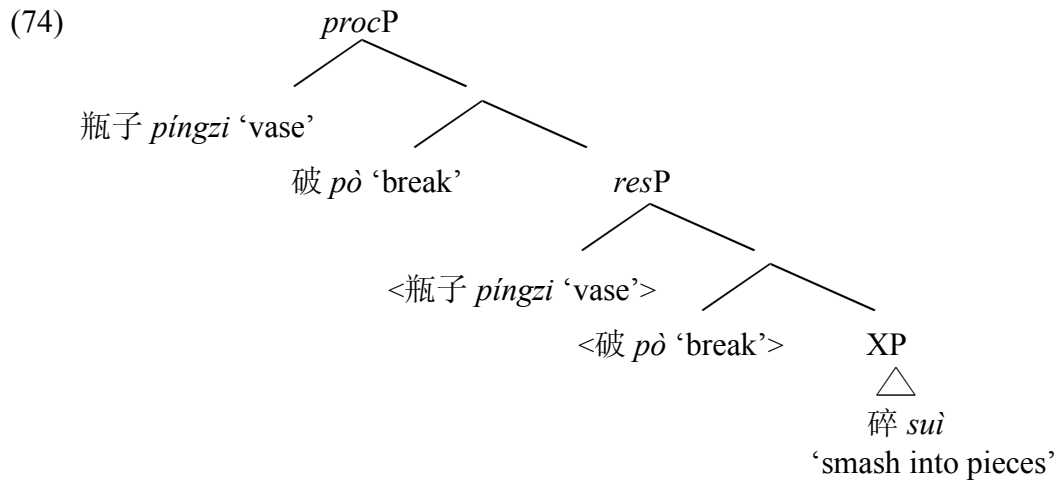 (74)
procP
瓶子 píngzi ‘vase’
破 pò ‘break’
resP
<瓶子 píngzi ‘vase’>
<破 pò ‘break’>
XP
碎 suì
‘smash into pieces’